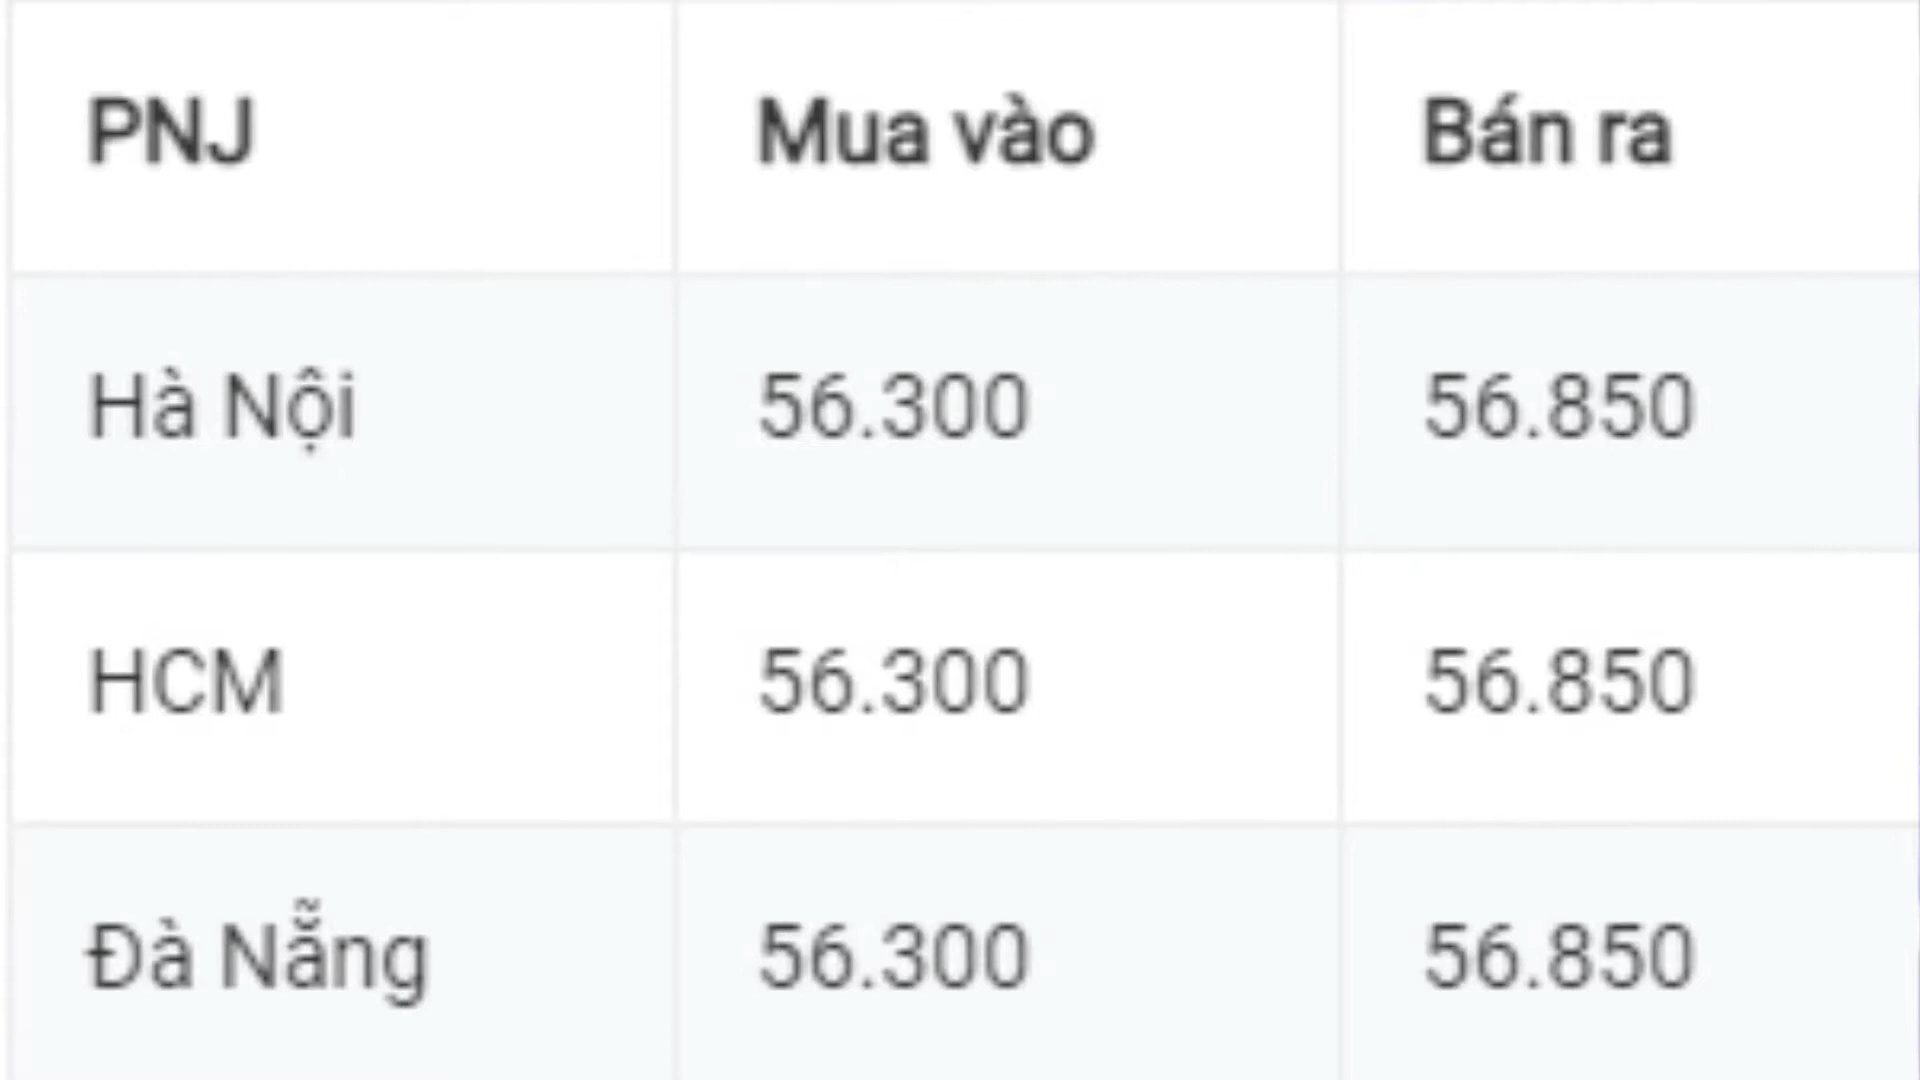 PNJ Mua vào Bán ra
Hà Nội 56.300 56.850
HCM 56.300 56.850
Đà Nẵng 56.300 56.850